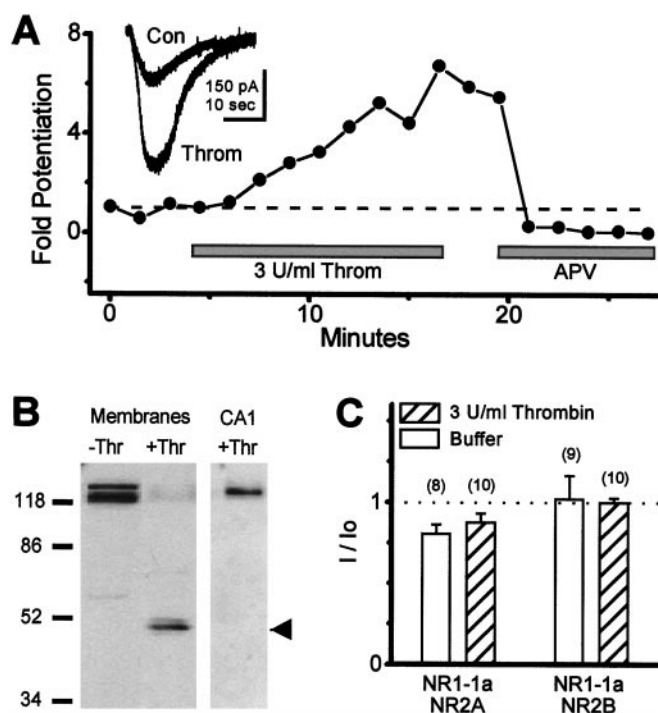 A
Fold Potentiation
8
4
0
Con
150 pA
10 sec
Throm
3 U/ml Throm
APV
0
10
20
Minutes
B
Membranes
CA1
-Thr
+Thr
+Thr
118
86
52
34
C
3 U/ml Thrombin
Buffer
I / Io
1
0
(8)
(10)
(9)
(10)
NR1-1a
NR2A
NR1-1a
NR2B